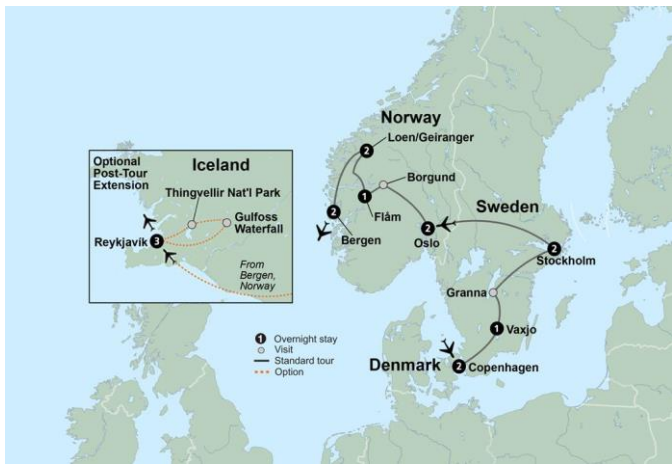 Norway
2
Loen/Geiranger
Optional
Post-Tour
Extension
Iceland
Thingvellir Nat'l Park
Gulfoss
Waterfall
Reykjavik
3
From
Bergen,
Norway
Borgund
1
Flåm
2
Bergen
2
Oslo
Sweden
2
Stockholm
Granna
1
Vaxjo
Denmark
2
Copenhagen
1 Overnight stay
Visit
Standard tour
Option